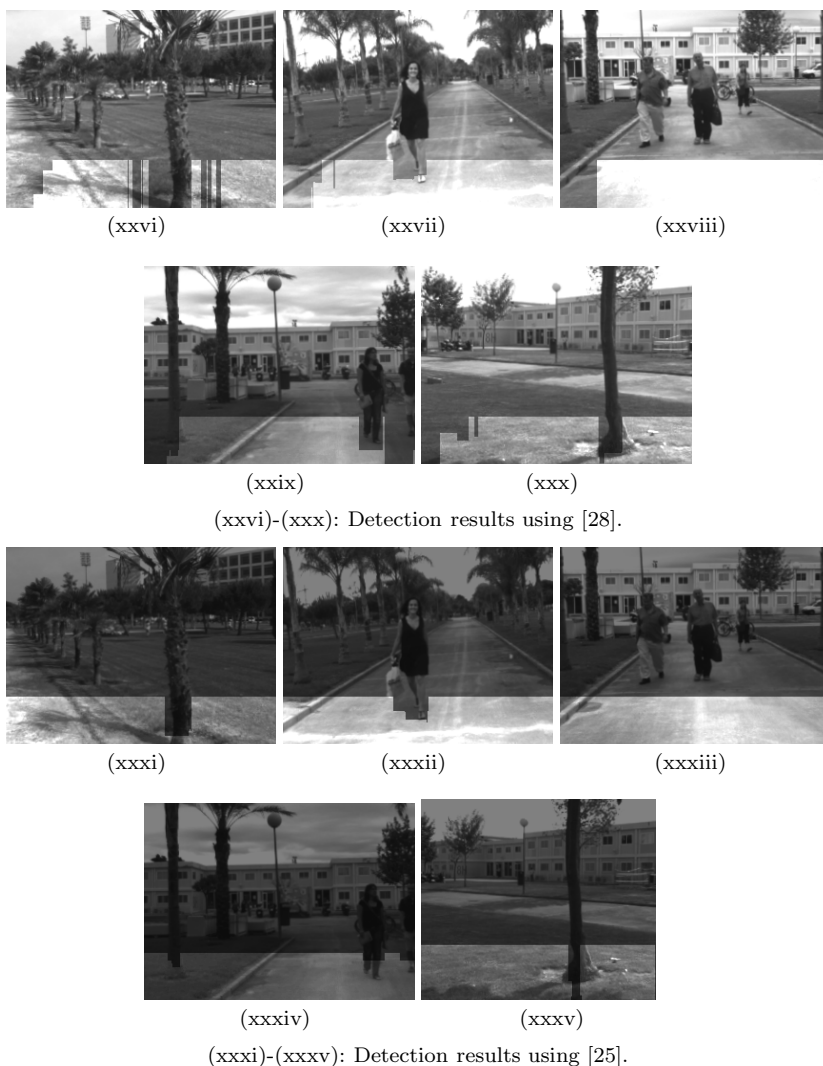 (xxvi) (xxvii) (xxviii)
(xxix) (xxx)
(xxvi)-(xxx): Detection results using [28].
(xxxi) (xxxii) (xxxiii)
(xxxiv) (xxxv)
(xxxi)-(xxxv): Detection results using [25].